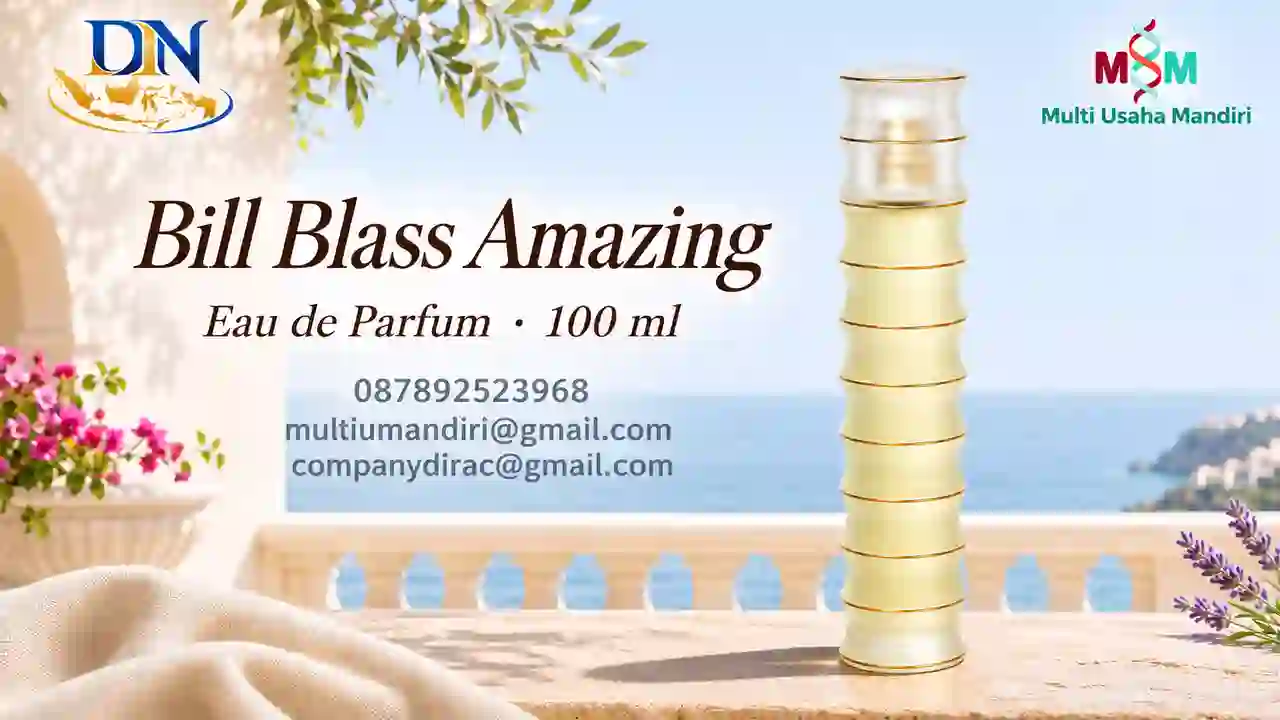 DN
MSM
Multi Usaha Mandiri
Bill Blass Amazing
Eau de Parfum · 100 ml
087892523968
multiumandiri@gmail.com
companydirac@gmail.com